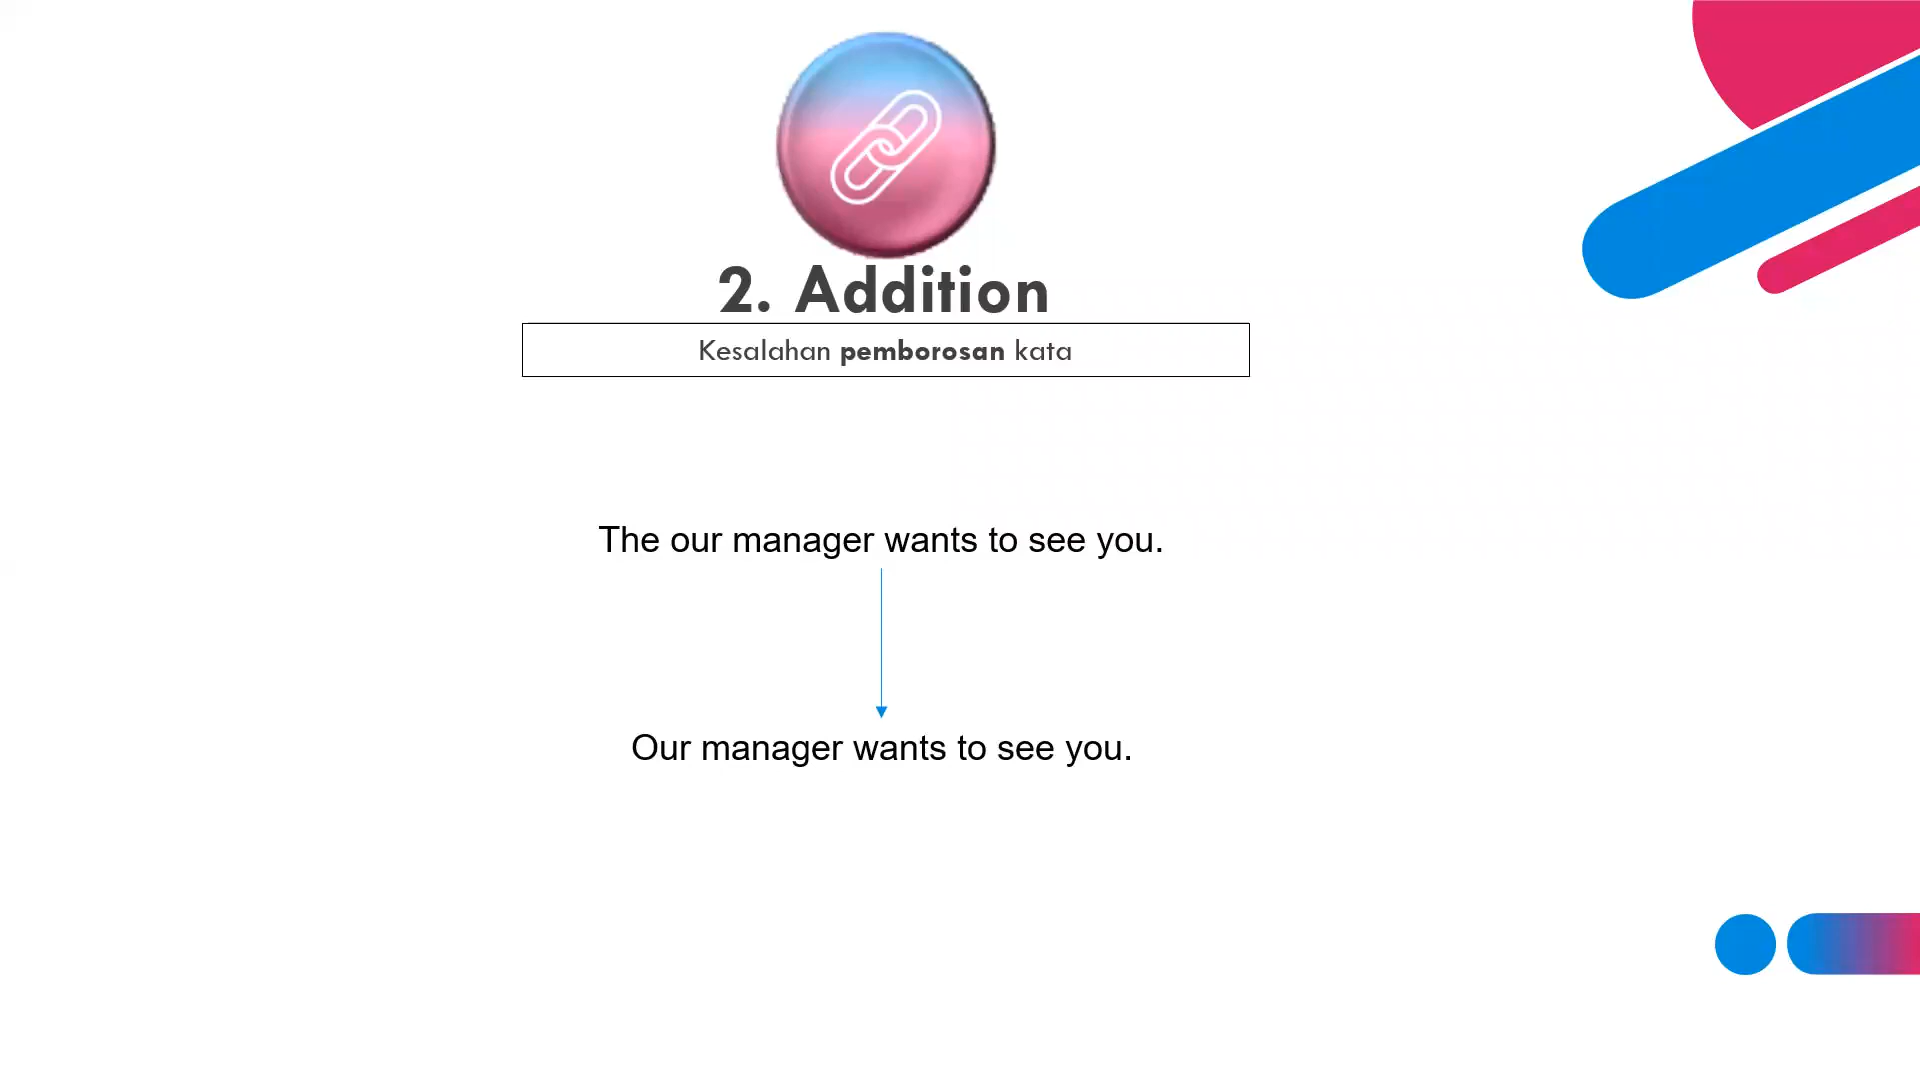 2. Addition
Kesalahan pemborosan kata
The our manager wants to see you.
Our manager wants to see you.